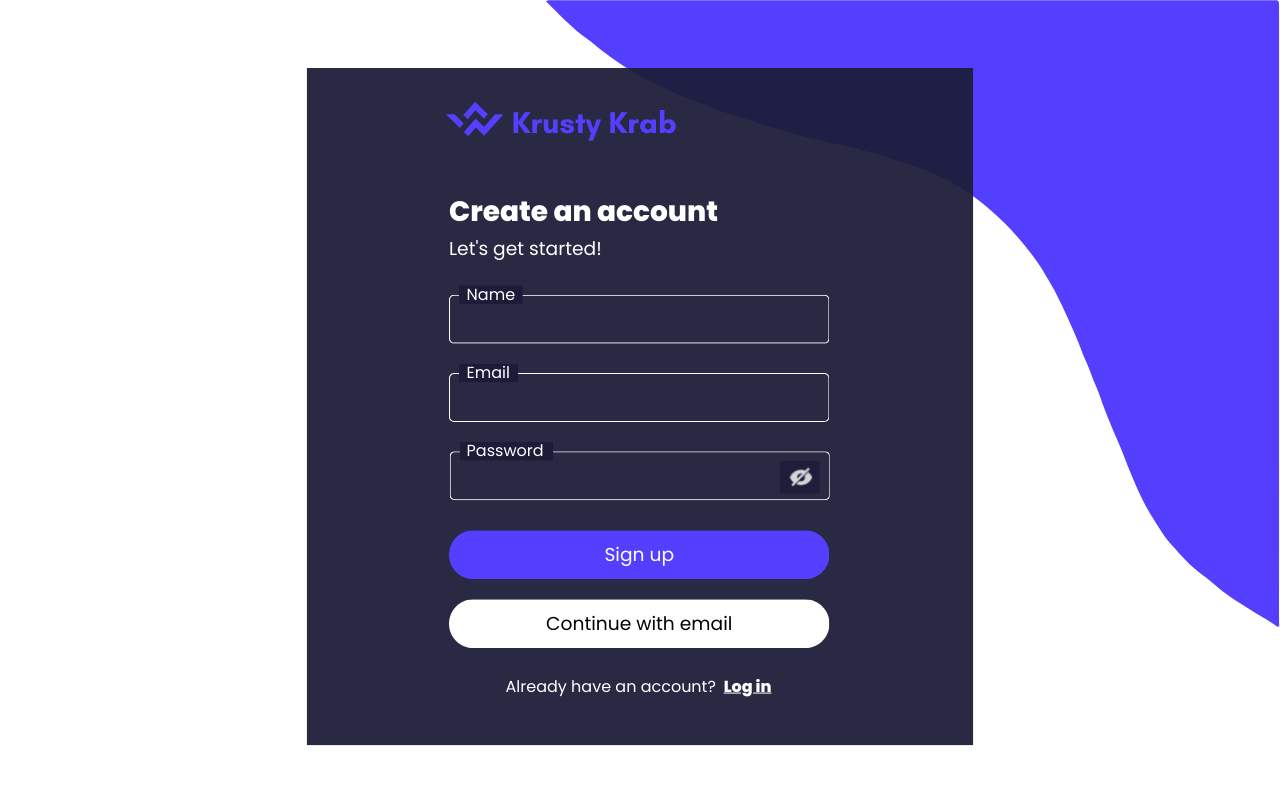 Krusty Krab
Create an account
Let's get started!
Name
Email
Password
Sign up
Continue with email
Already have an account? Log in